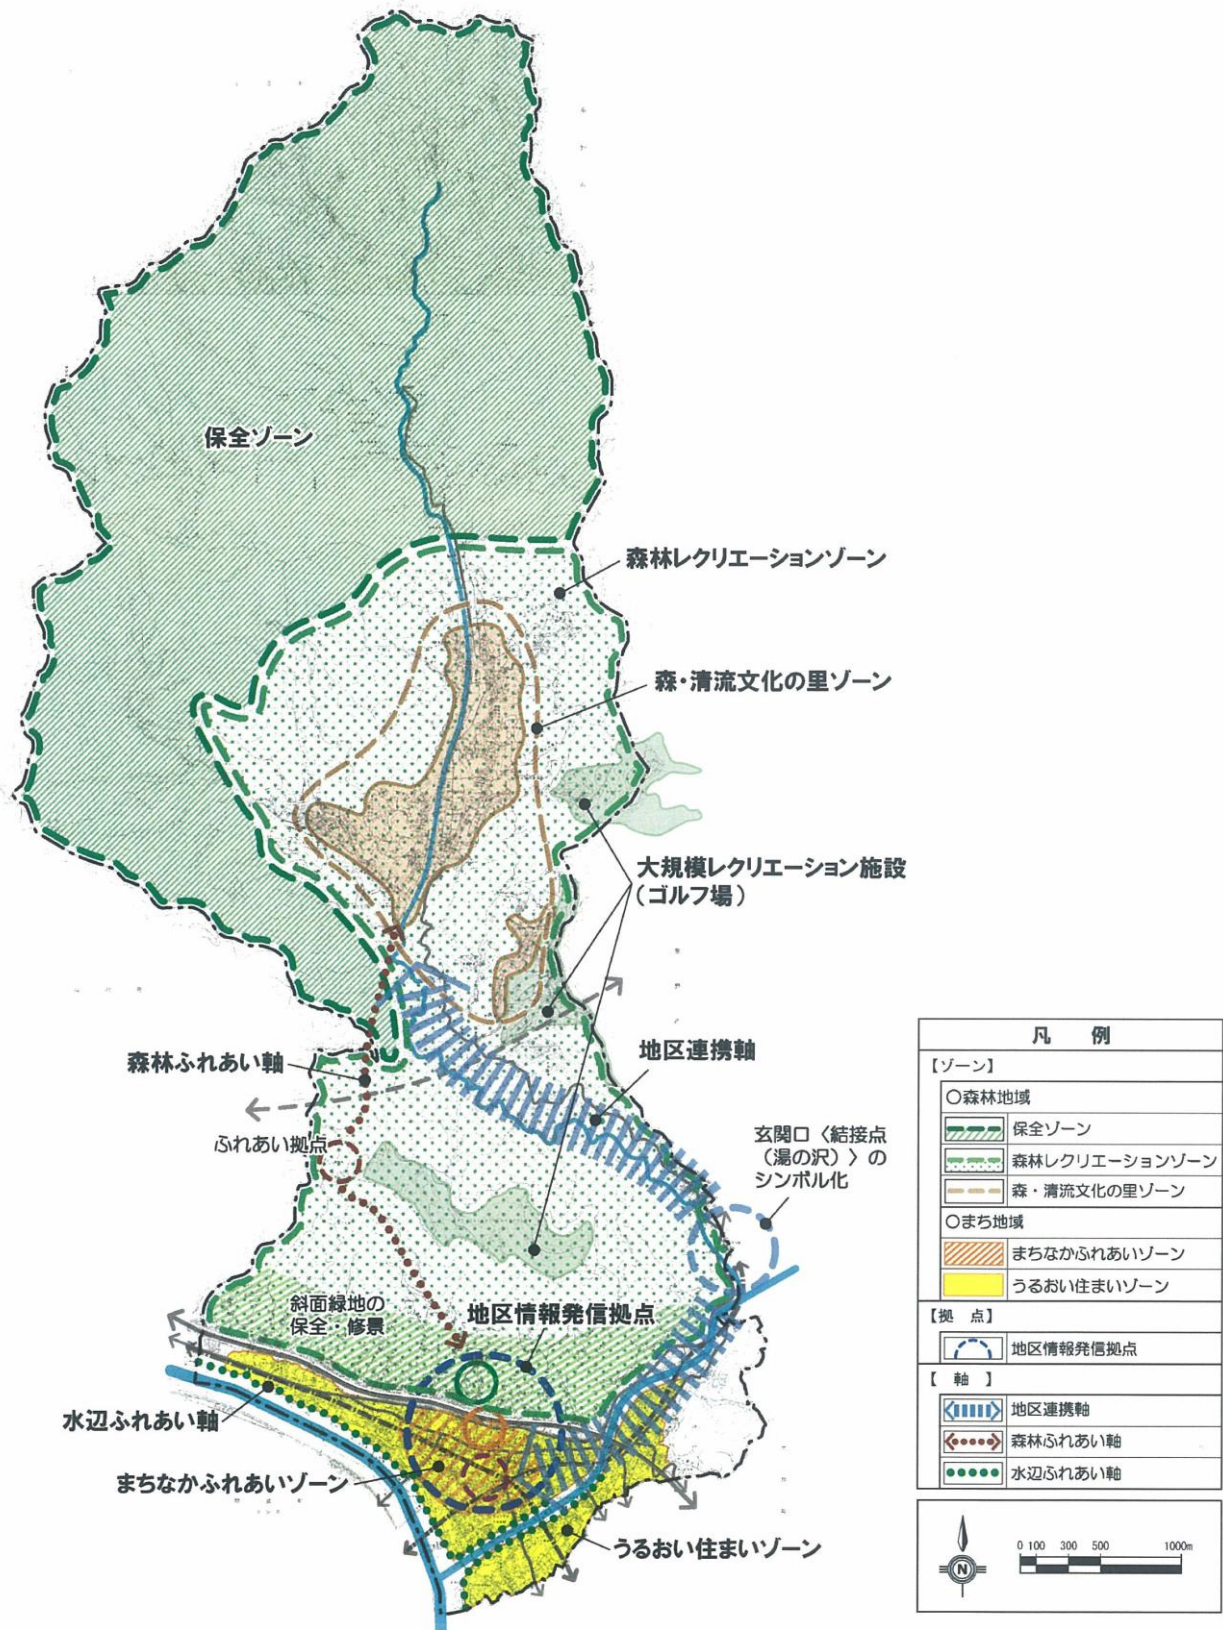 保全ゾーン
森林レクリエーションゾーン
森・清流文化の里ゾーン
大規模レクリエーション施設
（ゴルフ場）
森林ふれあい軸
地区連携軸
ふれあい拠点
玄関口〈結接点
（湯の沢）〉の
シンボル化
斜面緑地の
保全・修景
地区情報発信拠点
水辺ふれあい軸
まちなかふれあいゾーン
うるおい住まいゾーン
凡 例
【ゾーン】
○森林地域
保全ゾーン
森林レクリエーションゾーン
森・清流文化の里ゾーン
○まち地域
まちなかふれあいゾーン
うるおい住まいゾーン
【拠 点】
地区情報発信拠点
【 軸 】
地区連携軸
森林ふれあい軸
水辺ふれあい軸
N
0 100 300 500 1000m